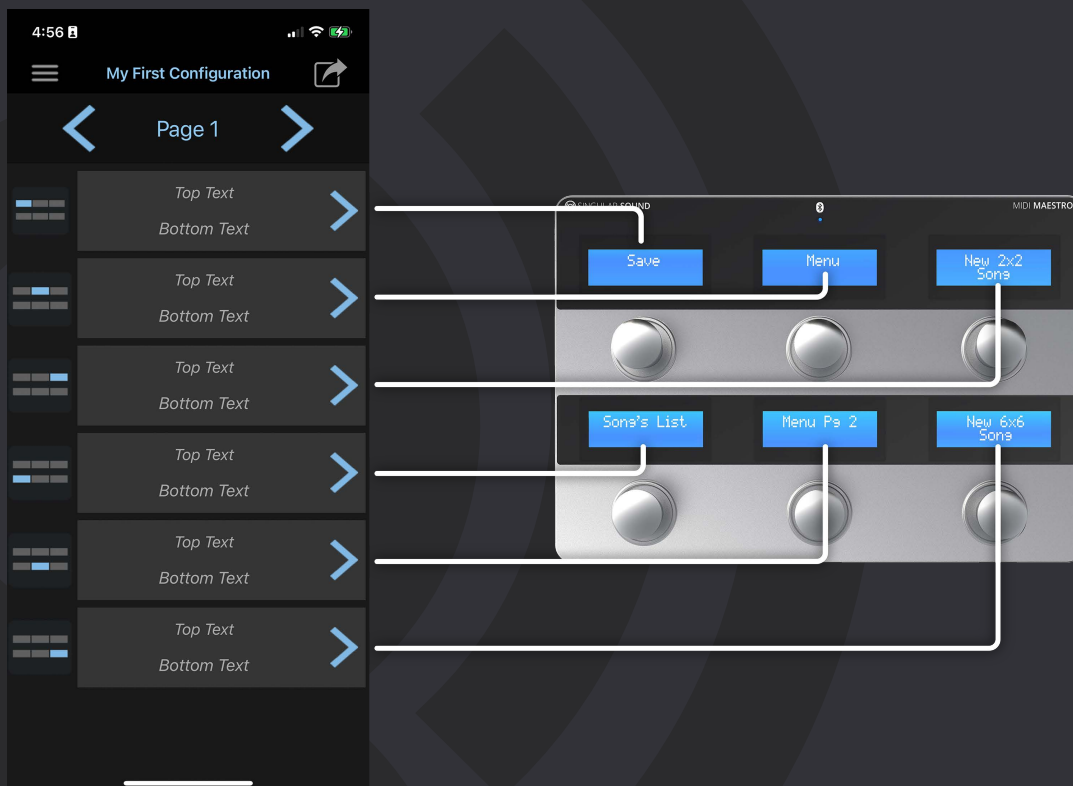 4:56
My First Configuration
Page 1
Top Text
Bottom Text
Top Text
Bottom Text
Top Text
Bottom Text
Top Text
Bottom Text
Top Text
Bottom Text
Top Text
Bottom Text
SINGULAR SOUND
MIDI MAESTRO
Save
Menu
New 2x2
Song
Song's List
Menu Pg 2
New 6x6
Song